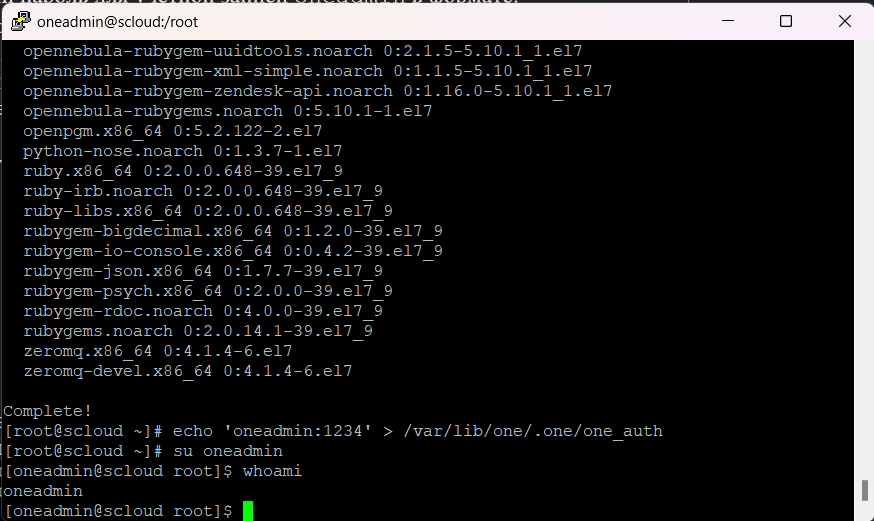 oneadmin@scloud:/root
opennebula-rubygem-uuidtools.noarch 0:2.1.5-5.10.1_1.el7
opennebula-rubygem-xml-simple.noarch 0:1.1.5-5.10.1_1.el7
opennebula-rubygem-zendesk-api.noarch 0:1.16.0-5.10.1_1.el7
opennebula-rubygems.noarch 0:5.10.1-1.el7
openpgm.x86_64 0:5.2.122-2.el7
python-nose.noarch 0:1.3.7-1.el7
ruby.x86_64 0:2.0.0.648-39.el7_9
ruby-irb.noarch 0:2.0.0.648-39.el7_9
ruby-libs.x86_64 0:2.0.0.648-39.el7_9
rubygem-bigdecimal.x86_64 0:1.2.0-39.el7_9
rubygem-io-console.x86_64 0:0.4.2-39.el7_9
rubygem-json.x86_64 0:1.7.7-39.el7_9
rubygem-psych.x86_64 0:2.0.0-39.el7_9
rubygem-rdoc.noarch 0:4.0.0-39.el7_9
rubygems.noarch 0:2.0.14.1-39.el7_9
zeromq.x86_64 0:4.1.4-6.el7
zeromq-devel.x86_64 0:4.1.4-6.el7
Complete!
[root@scloud ~]# echo 'oneadmin:1234' > /var/lib/one/.one/one_auth
[root@scloud ~]# su oneadmin
[oneadmin@scloud root]$ whoami
oneadmin
[oneadmin@scloud root]$